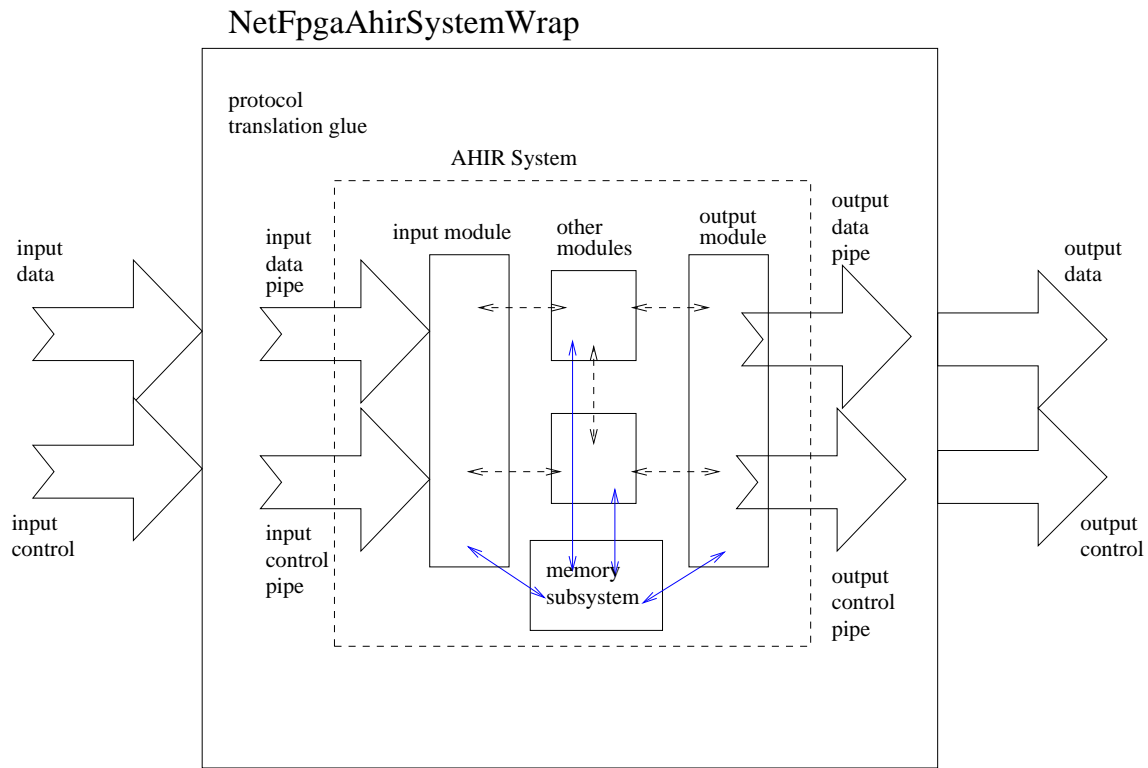 NetFpgaAhirSystemWrap
protocol
translation glue
AHIR System
input
data
input
data
pipe
input module
other
modules
output
module
output
data
pipe
output
data
input
control
input
control
pipe
memory
subsystem
output
control
pipe
output
control